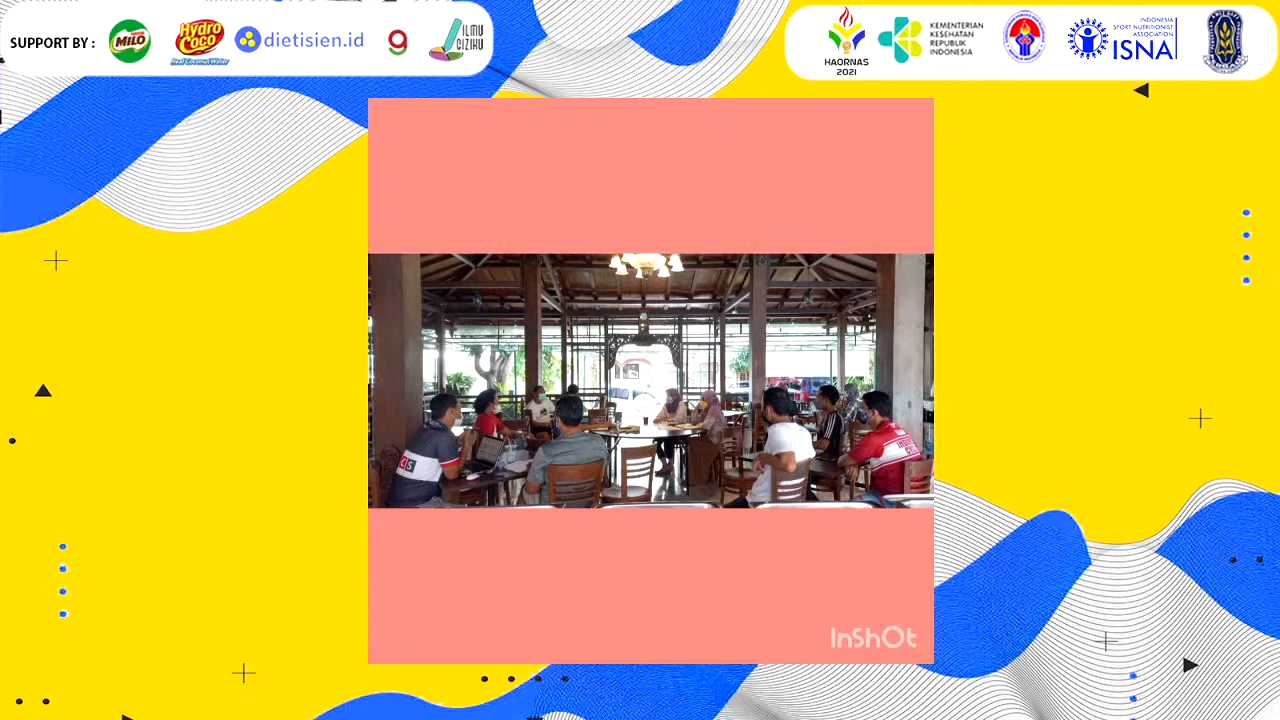 SUPPORT BY :
MILO
Hydro
Coco
Real Coconut Water
dietisien.id
g
ILMU
GIZIKU
HAORNAS
2021
KEMENTERIAN
KESEHATAN
REPUBLIK
INDONESIA
INDONESIA
SPORT NUTRITIONIST
ASSOCIATION
ISNA
InShOt